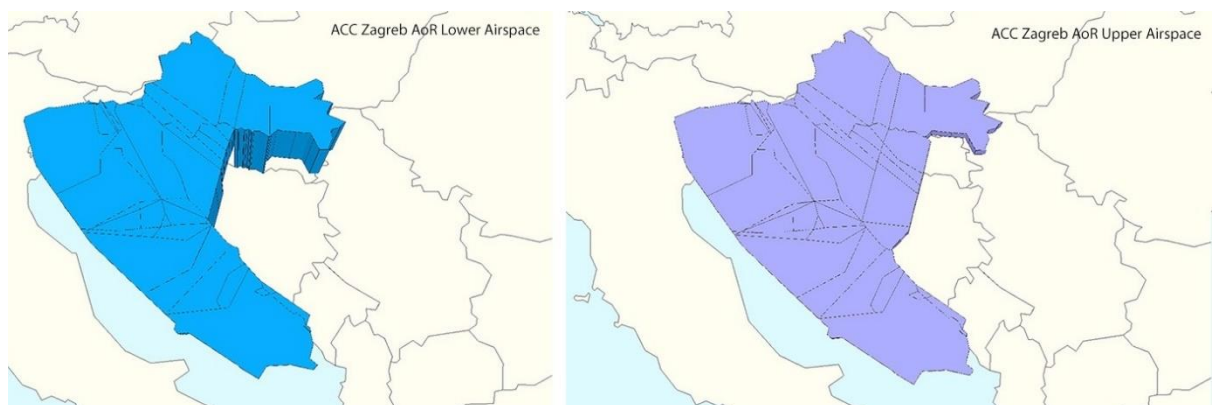 ACC Zagreb AoR Lower Airspace
ACC Zagreb AoR Upper Airspace